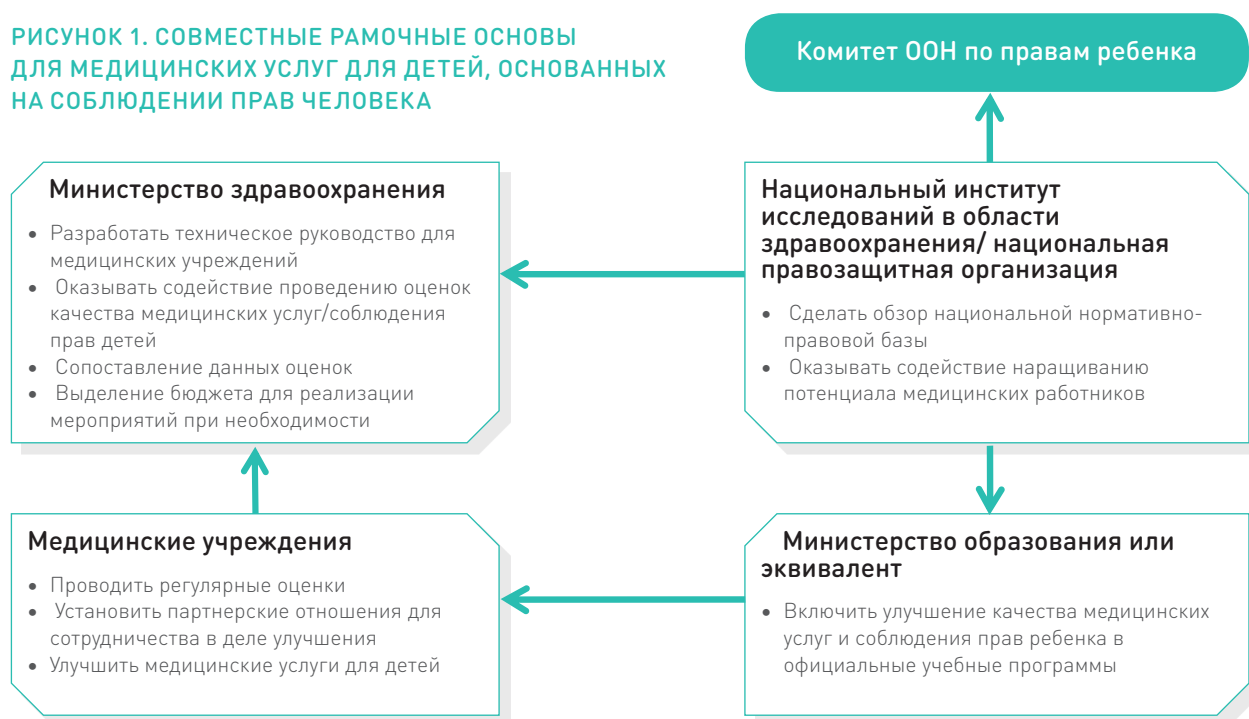 РИСУНОК 1. СОВМЕСТНЫЕ РАМОЧНЫЕ ОСНОВЫ
ДЛЯ МЕДИЦИНСКИХ УСЛУГ ДЛЯ ДЕТЕЙ, ОСНОВАННЫХ
НА СОБЛЮДЕНИИ ПРАВ ЧЕЛОВЕКА
Комитет ООН по правам ребенка
Министерство здравоохранения
• Разработать техническое руководство для
медицинских учреждений
• Оказывать содействие проведению оценок
качества медицинских услуг/соблюдения
прав детей
• Сопоставление данных оценок
• Выделение бюджета для реализации
мероприятий при необходимости
Национальный институт
исследований в области
здравоохранения/ национальная
правозащитная организация
• Сделать обзор национальной нормативно-
правовой базы
• Оказывать содействие наращиванию
потенциала медицинских работников
Медицинские учреждения
• Проводить регулярные оценки
• Установить партнерские отношения для
сотрудничества в деле улучшения
• Улучшить медицинские услуги для детей
Министерство образования или
эквивалент
• Включить улучшение качества медицинских
услуг и соблюдения прав ребенка в
официальные учебные программы